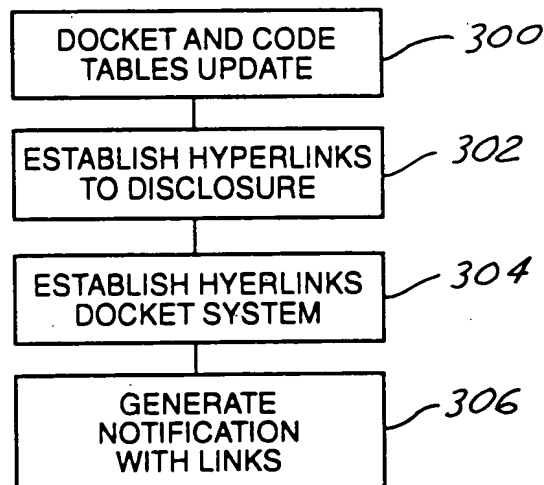 DOCKET AND CODE
TABLES UPDATE
300
ESTABLISH HYPERLINKS
TO DISCLOSURE
302
ESTABLISH HYERLINKS
DOCKET SYSTEM
304
GENERATE
NOTIFICATION
WITH LINKS
306